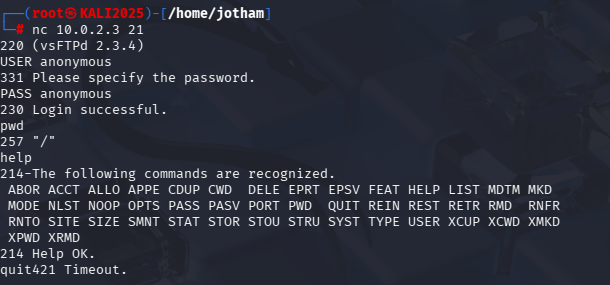 ┌──(root㉿KALI2025)-[/home/jotham]
└─# nc 10.0.2.3 21
220 (vsFTPd 2.3.4)
USER anonymous
331 Please specify the password.
PASS anonymous
230 Login successful.
pwd
257 "/"
help
214-The following commands are recognized.
 ABOR ACCT ALLO APPE CDUP CWD  DELE EPRT EPSV FEAT HELP LIST MDTM MKD
 MODE NLST NOOP OPTS PASS PASV PORT PWD  QUIT REIN REST RETR RMD  RNFR
 RNTO SITE SIZE SMNT STAT STOR STOU STRU SYST TYPE USER XCUP XCWD XMKD
 XPWD XRMD
214 Help OK.
quit421 Timeout.